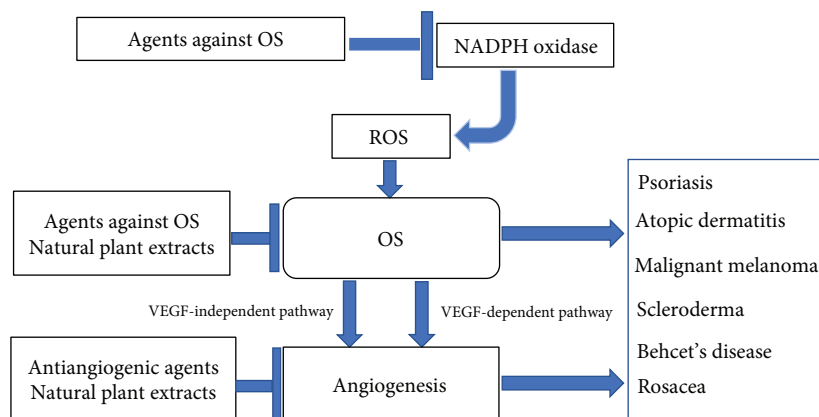 Agents against OS
NADPH oxidase
ROS
Agents against OS
Natural plant extracts
OS
VEGF-independent pathway
VEGF-dependent pathway
Antiangiogenic agents
Natural plant extracts
Angiogenesis
Psoriasis
Atopic dermatitis
Malignant melanoma
Scleroderma
Behcet's disease
Rosacea